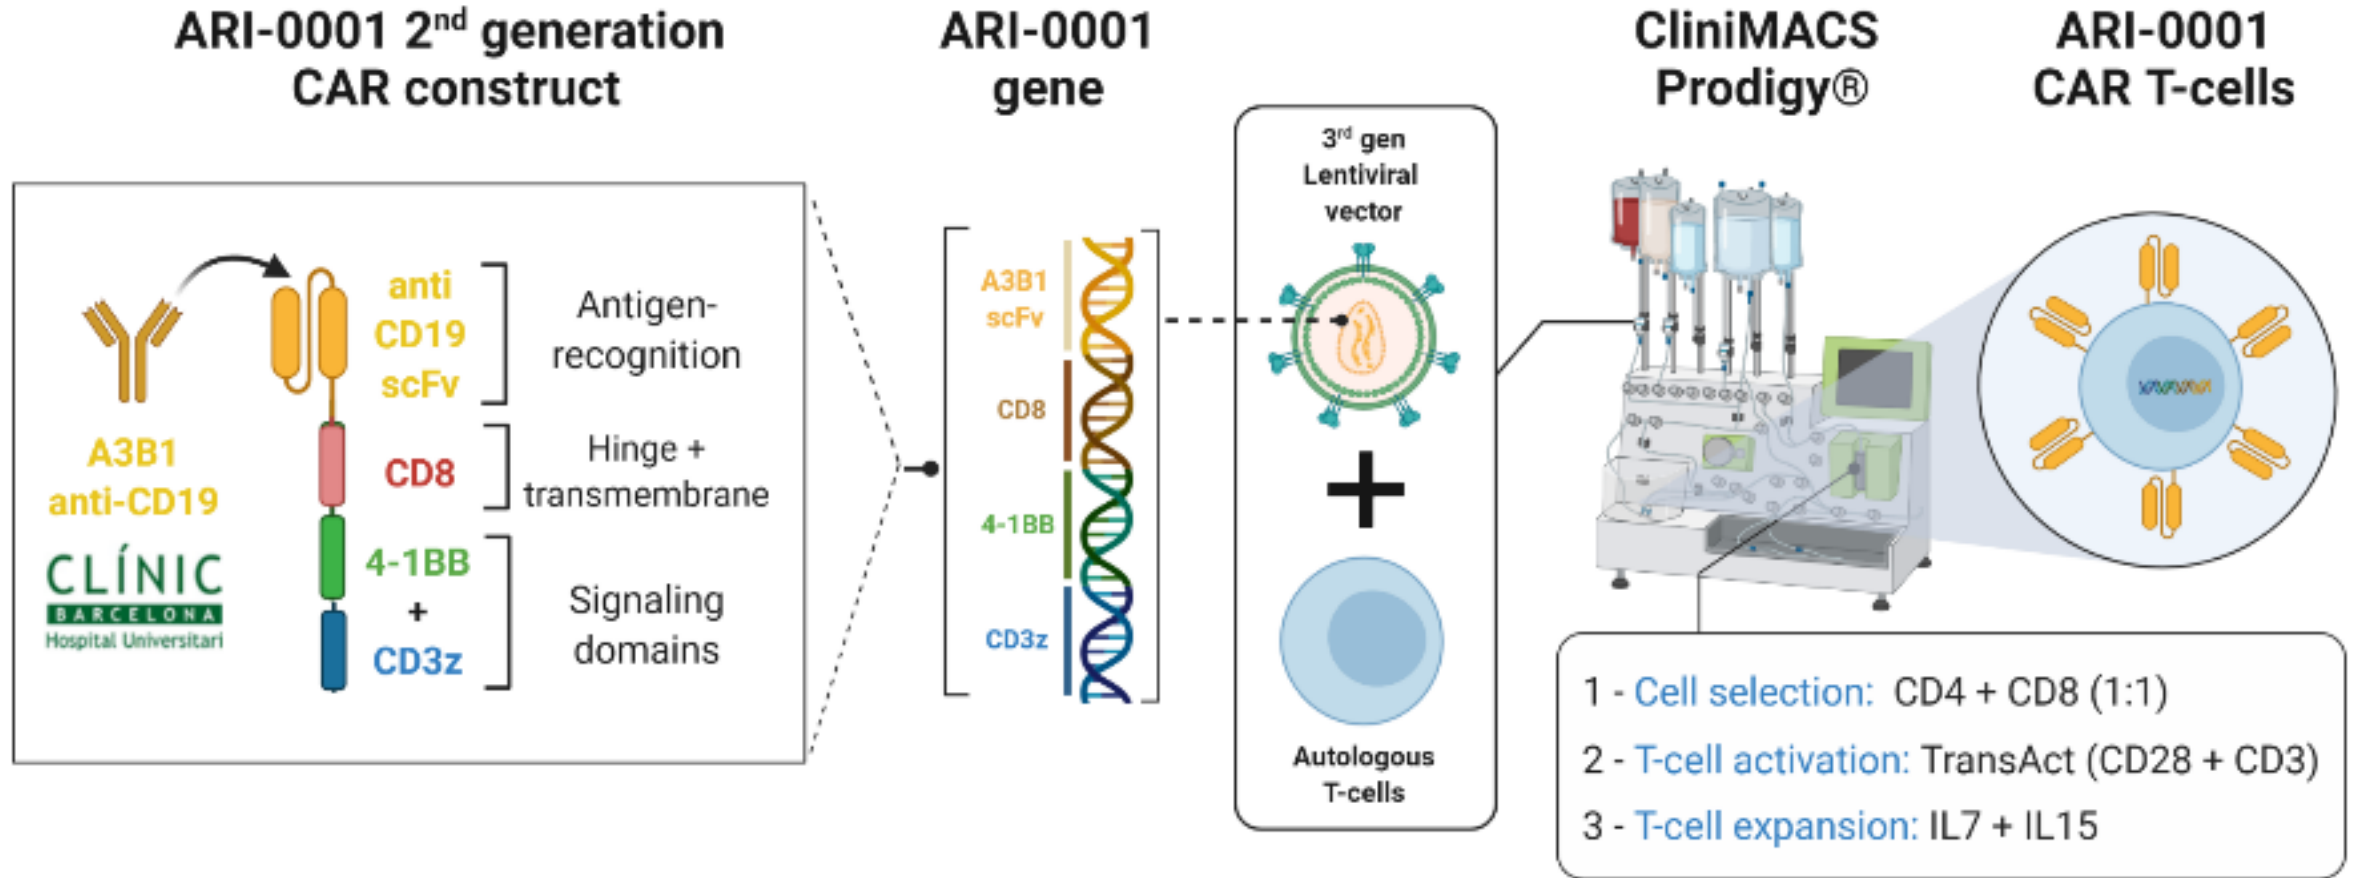 ARI-0001 2nd generation
CAR construct
ARI-0001
gene
CliniMACS
Prodigy®
ARI-0001
CAR T-cells
anti
CD19
scFv
Antigen-
recognition
A3B1
anti-CD19
CD8
Hinge +
transmembrane
4-1BB
+
CD3z
Signaling
domains
CLÍNIC
BARCELONA
Hospital Universitari
A3B1
scFv
CD8
4-1BB
CD3z
3rd gen
Lentiviral
vector
+
Autologous
T-cells
1 - Cell selection: CD4 + CD8 (1:1)
2 - T-cell activation: TransAct (CD28 + CD3)
3 - T-cell expansion: IL7 + IL15